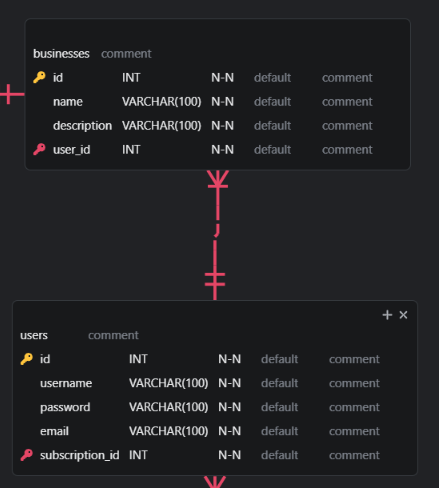 businesses comment
id INT N-N default comment
name VARCHAR(100) N-N default comment
description VARCHAR(100) N-N default comment
user_id INT N-N default comment
users comment
id INT N-N default comment
username VARCHAR(100) N-N default comment
password VARCHAR(100) N-N default comment
email VARCHAR(100) N-N default comment
subscription_id INT N-N default comment